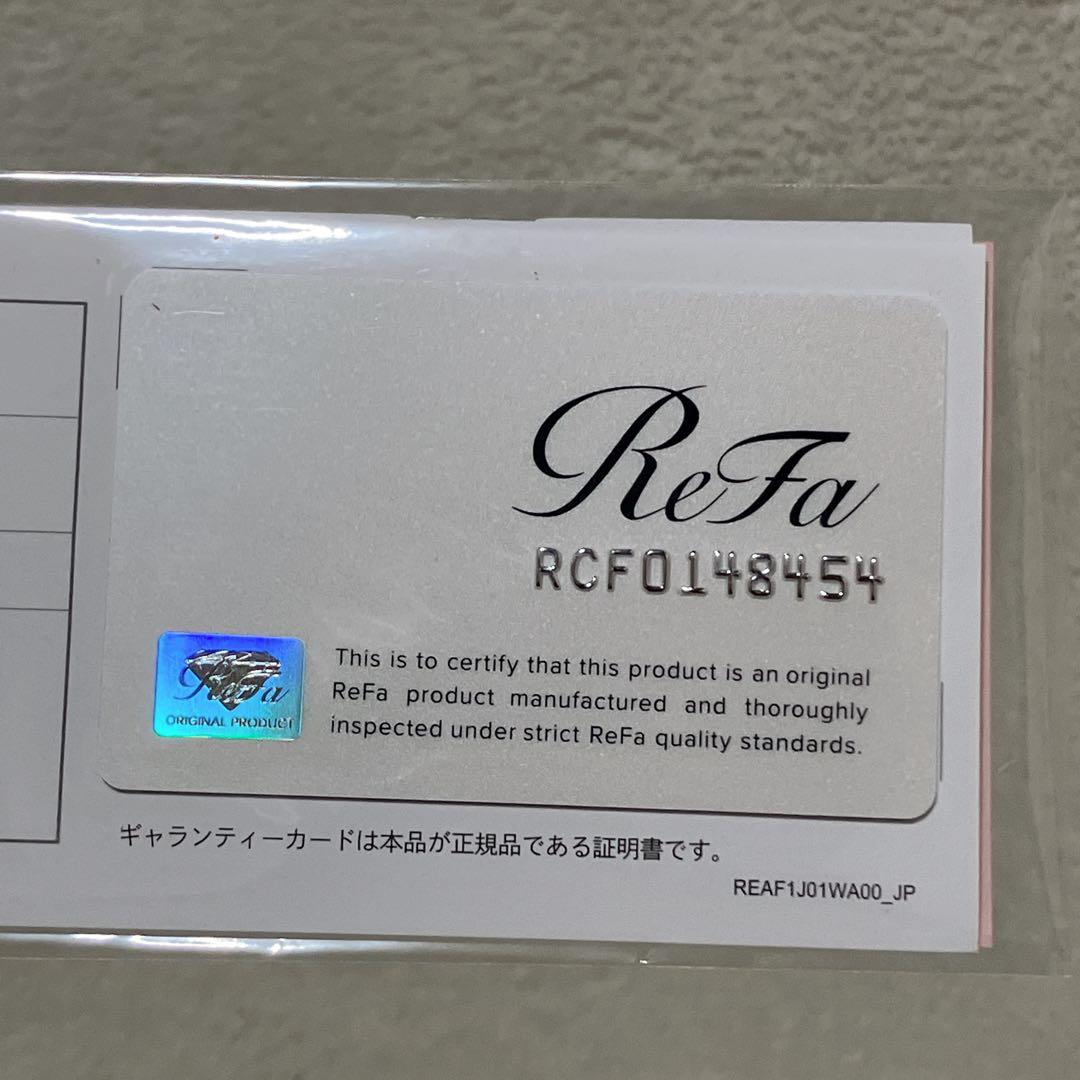 ReFa
RCF0148454
ReFa
ORIGINAL PRODUCT
This is to certify that this product is an original
ReFa product manufactured and thoroughly
inspected under strict ReFa quality standards.
ギャランティーカードは本品が正規品である証明書です。
REAF1J01WA00_JP